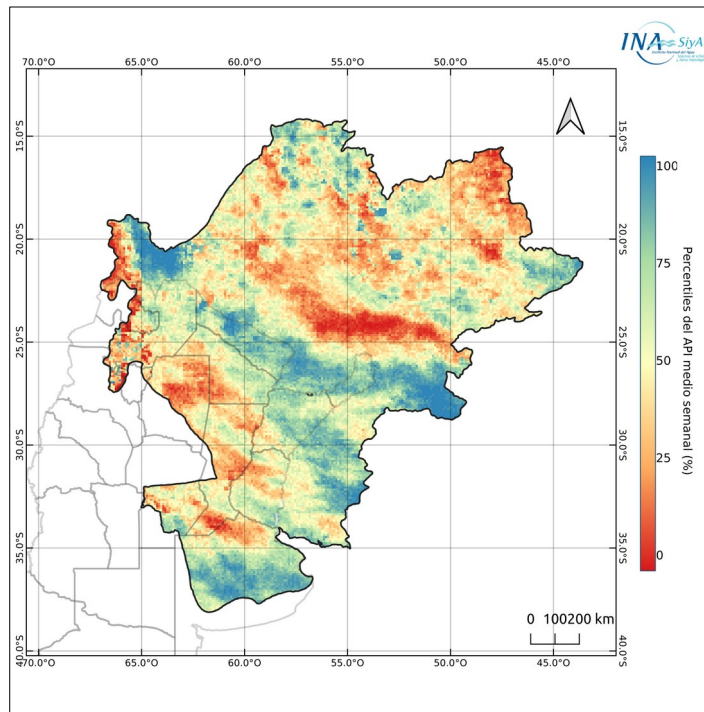 INA SiyAH
70.0°O 65.0°O 60.0°O 55.0°O 50.0°O 45.0°O
15.0°S 15.0°S
20.0°S 20.0°S
25.0°S 25.0°S
30.0°S 30.0°S
35.0°S 35.0°S
40.0°S 40.0°S
70.0°O 65.0°O 60.0°O 55.0°O 50.0°O 45.0°O
0 100200 km
100
75
50
25
0
Percentiles del API medio semanal (%)